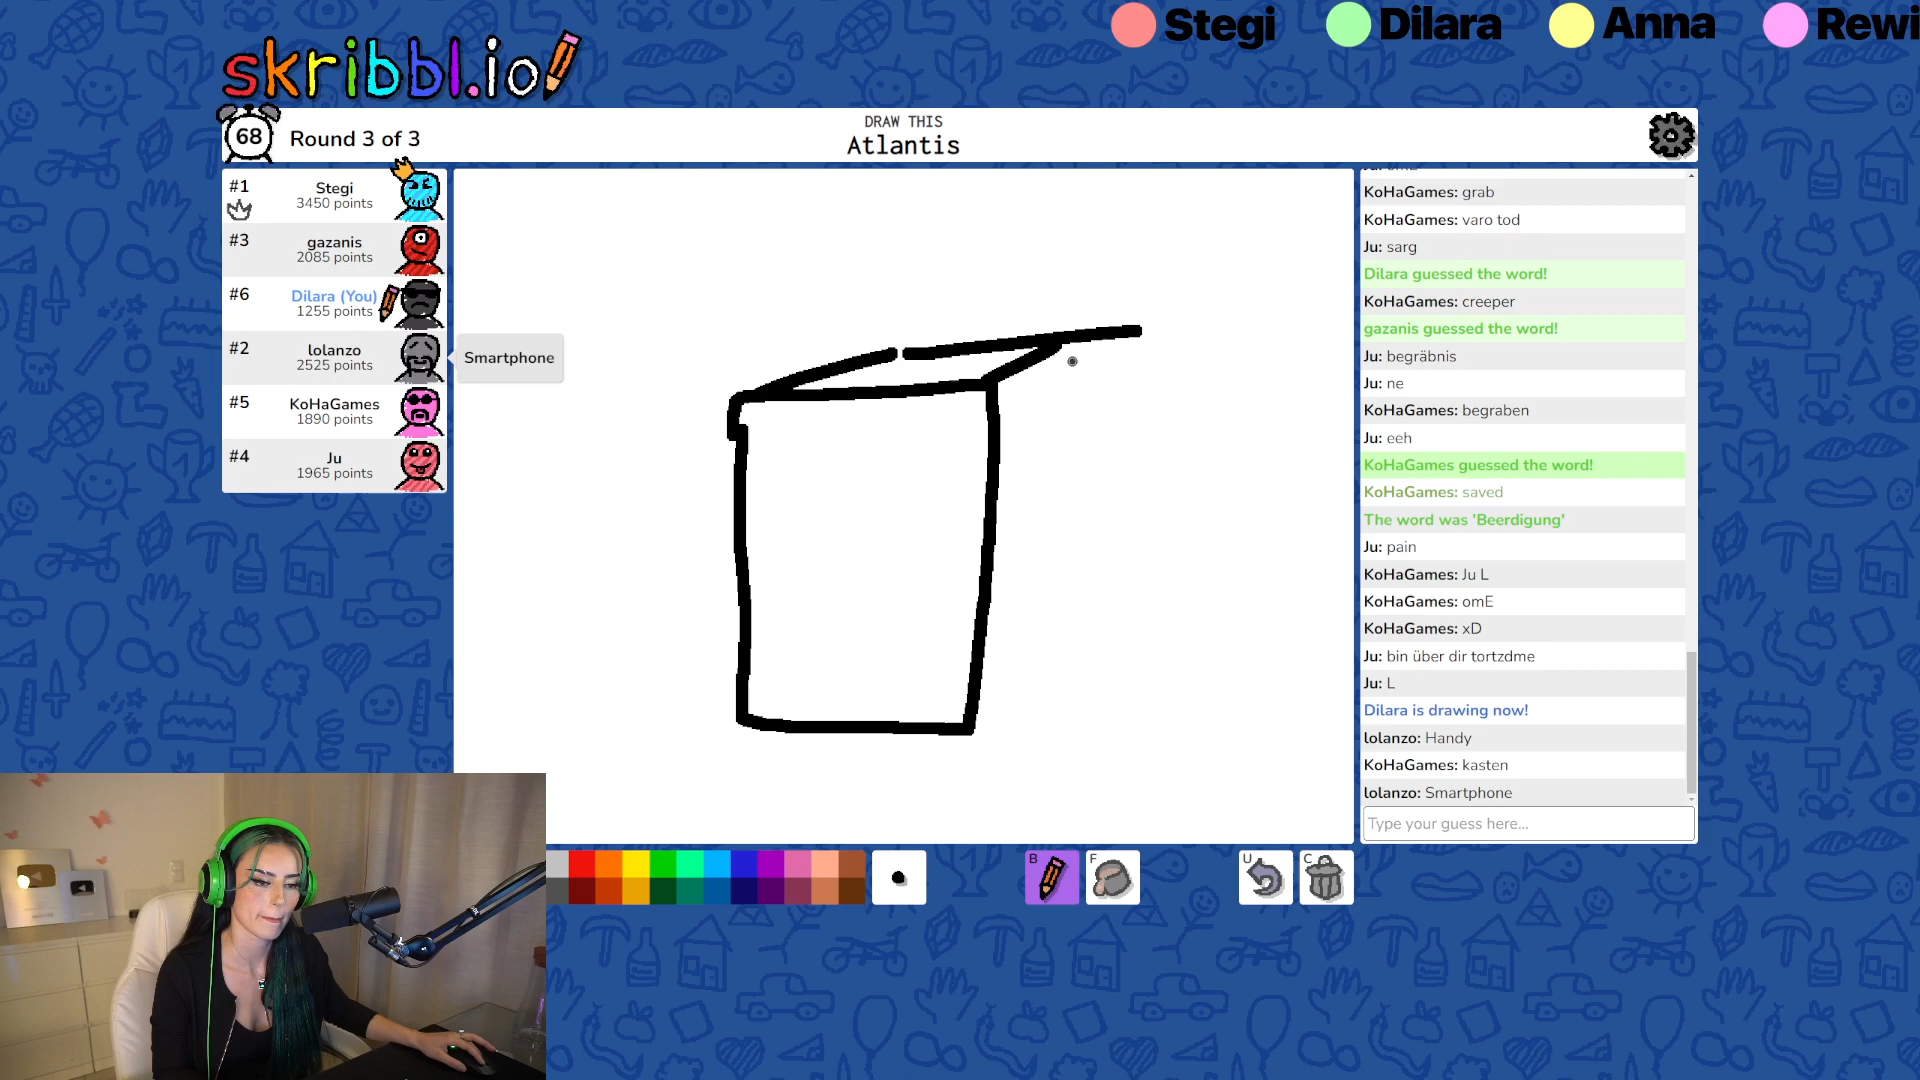 Stegi
Dilara
Anna
Rewi
skribbl.io
68
Round 3 of 3
DRAW THIS
Atlantis
#1
Stegi
3450 points
#3
gazanis
2085 points
#6
Dilara (You)
1255 points
#2
lolanzo
2525 points
#5
KoHaGames
1890 points
#4
Ju
1965 points
Smartphone
KoHaGames: grab
KoHaGames: varo tod
Ju: sarg
Dilara guessed the word!
KoHaGames: creeper
gazanis guessed the word!
Ju: begräbnis
Ju: ne
KoHaGames: begraben
Ju: eeh
KoHaGames guessed the word!
KoHaGames: saved
The word was 'Beerdigung'
Ju: pain
KoHaGames: Ju L
KoHaGames: omE
KoHaGames: xD
Ju: bin über dir tortzdme
Ju: L
Dilara is drawing now!
lolanzo: Handy
KoHaGames: kasten
lolanzo: Smartphone
Type your guess here...
B
F
U
C